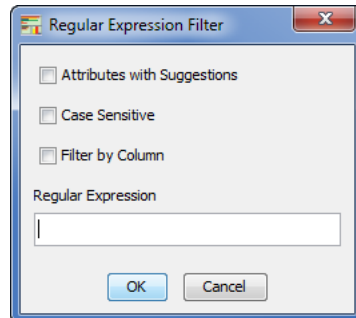 Regular Expression Filter
Attributes with Suggestions
Case Sensitive
Filter by Column
Regular Expression
OK
Cancel